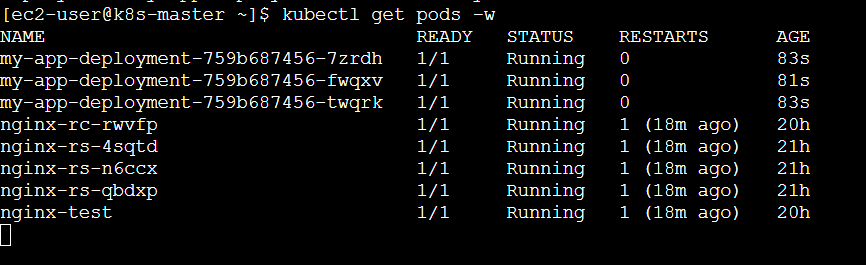 [ec2-user@k8s-master ~]$ kubectl get pods -w
NAME READY STATUS RESTARTS AGE
my-app-deployment-759b687456-7zrdh 1/1 Running 0 83s
my-app-deployment-759b687456-fwqxv 1/1 Running 0 81s
my-app-deployment-759b687456-twqrk 1/1 Running 0 83s
nginx-rc-rwvfp 1/1 Running 1 (18m ago) 20h
nginx-rs-4sqtd 1/1 Running 1 (18m ago) 21h
nginx-rs-n6ccx 1/1 Running 1 (18m ago) 21h
nginx-rs-qbdxp 1/1 Running 1 (18m ago) 21h
nginx-test 1/1 Running 1 (18m ago) 20h